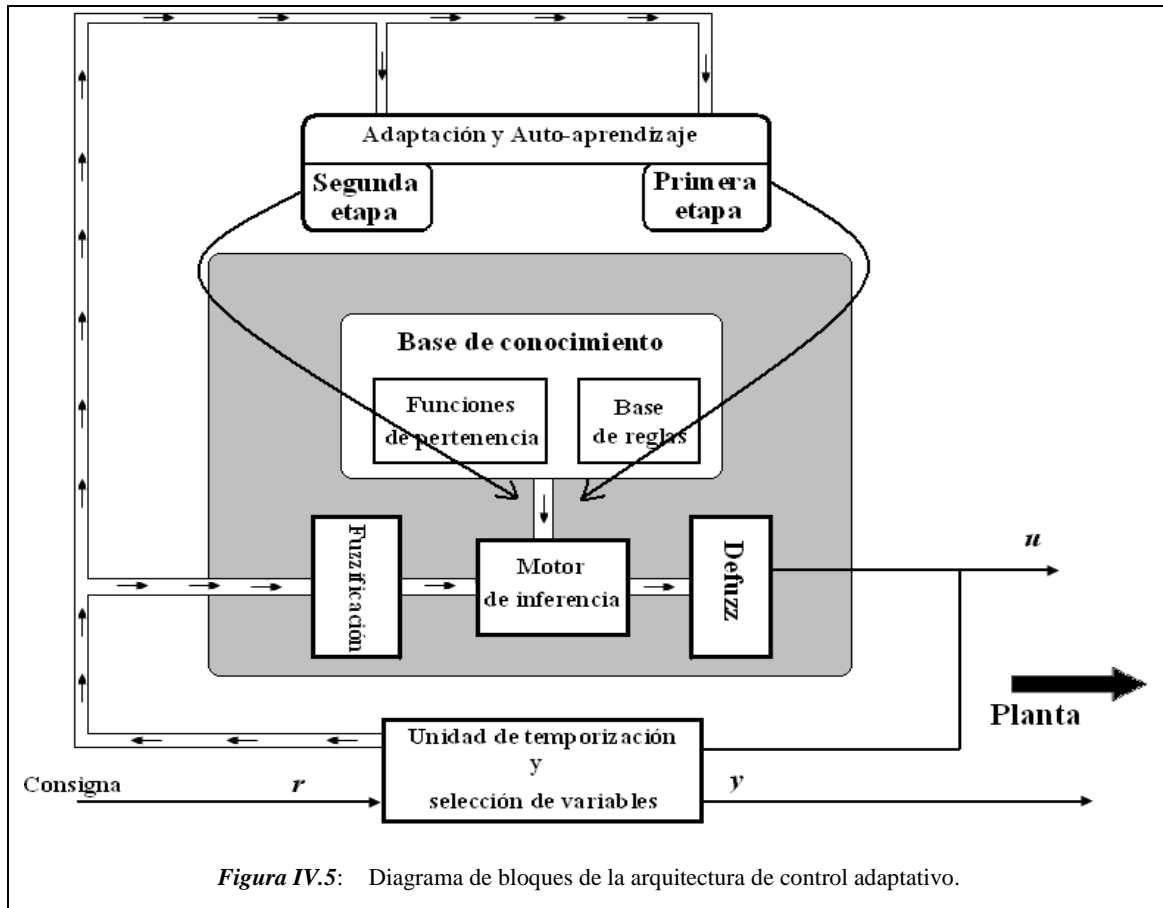 Adaptación y Auto-aprendizaje
Segunda
etapa
Primera
etapa
Base de conocimiento
Funciones
de pertenencia
Base
de reglas
Fuzzificación
Motor
de inferencia
Defuzz
u
Planta
Unidad de temporización
y
selección de variables
Consigna
r
y
Figura IV.5: Diagrama de bloques de la arquitectura de control adaptativo.